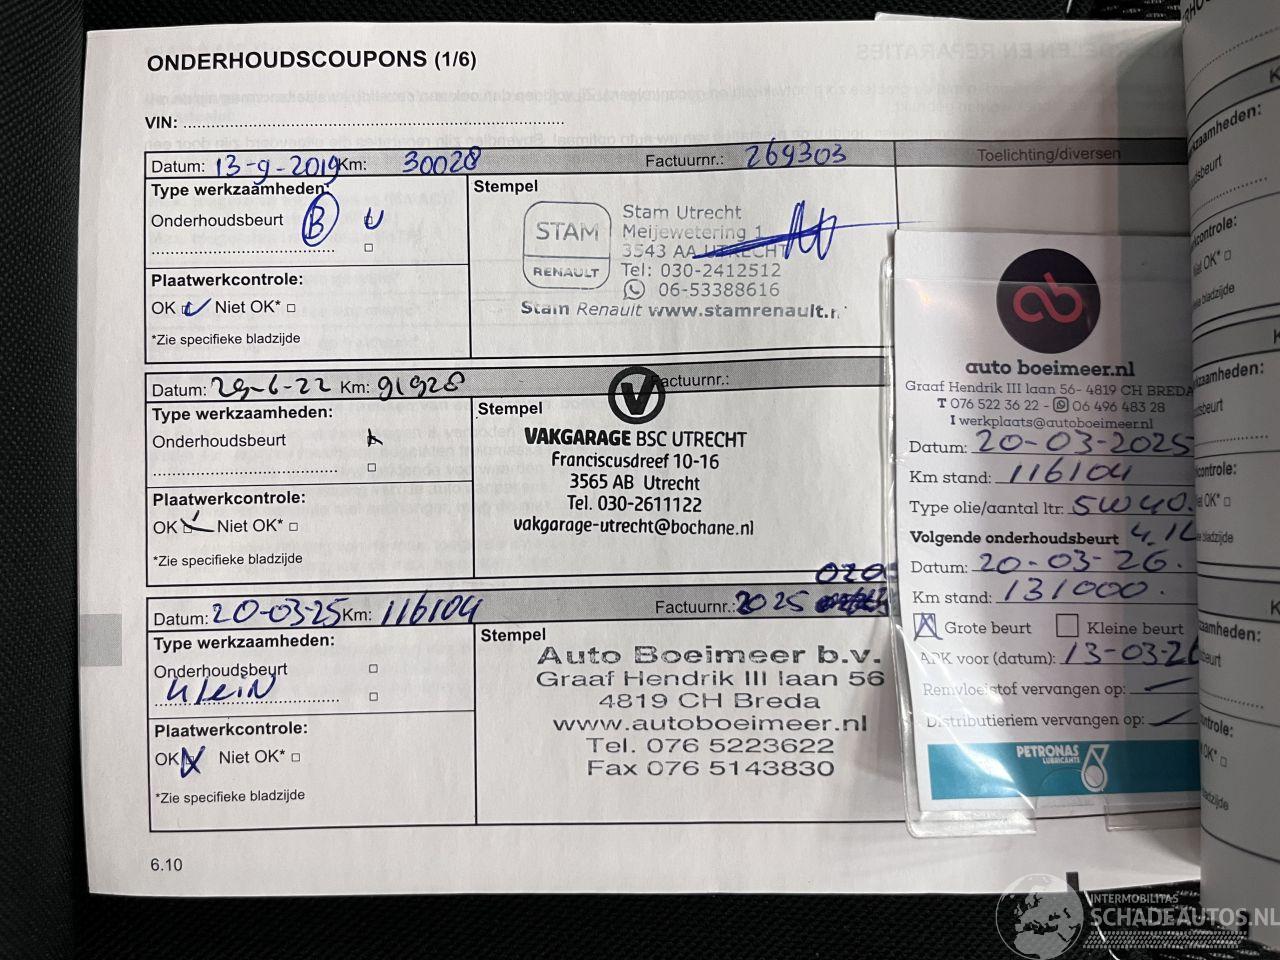 ONDERHOUDSCOUPONS (1/6)
VIN:
Datum: 13-9-2019 Km: 30028 Factuurnr.: 269303 Toelichting/diversen
Type werkzaamheden:
Onderhoudsbeurt B
Plaatwerkcontrole:
OK Niet OK*
*Zie specifieke bladzijde
Stempel
STAM
RENAULT
Stam Utrecht
Meijewetering 1
3543 AA UTRECHT
Tel: 030-2412512
06-53388616
Stam Renault www.stamrenault.n
Datum: 29-6-22 Km: 91928 Factuurnr.:
Type werkzaamheden:
Onderhoudsbeurt
Plaatwerkcontrole:
OK Niet OK*
*Zie specifieke bladzijde
Stempel
V
VAKGARAGE BSC UTRECHT
Franciscusdreef 10-16
3565 AB Utrecht
Tel. 030-2611122
vakgarage-utrecht@bochane.nl
Datum: 20-03-25 Km: 116104 Factuurnr.: 2025
Type werkzaamheden:
Onderhoudsbeurt
Klein
Plaatwerkcontrole:
OK Niet OK*
*Zie specifieke bladzijde
Stempel
Auto Boeimeer b.v.
Graaf Hendrik III laan 56
4819 CH Breda
www.autoboeimeer.nl
Tel. 076 5223622
Fax 076 5143830
6.10
auto boeimeer.nl
Graaf Hendrik III laan 56- 4819 CH BREDA
T 076 522 36 22 - 06 496 483 28
I werkplaats@autoboeimeer.nl
Datum: 20-03-2025
Km stand: 116104
Type olie/aantal ltr: 5W40.
Volgende onderhoudsbeurt 4.1L
Datum: 20-03-26.
Km stand: 131000.
Grote beurt Kleine beurt
APK voor (datum): 13-03-26
Remvloeistof vervangen op:
Distributieriem vervangen op:
PETRONAS
LUBRICANTS
INTERMOBILITAS
SCHADEAUTOS.NL